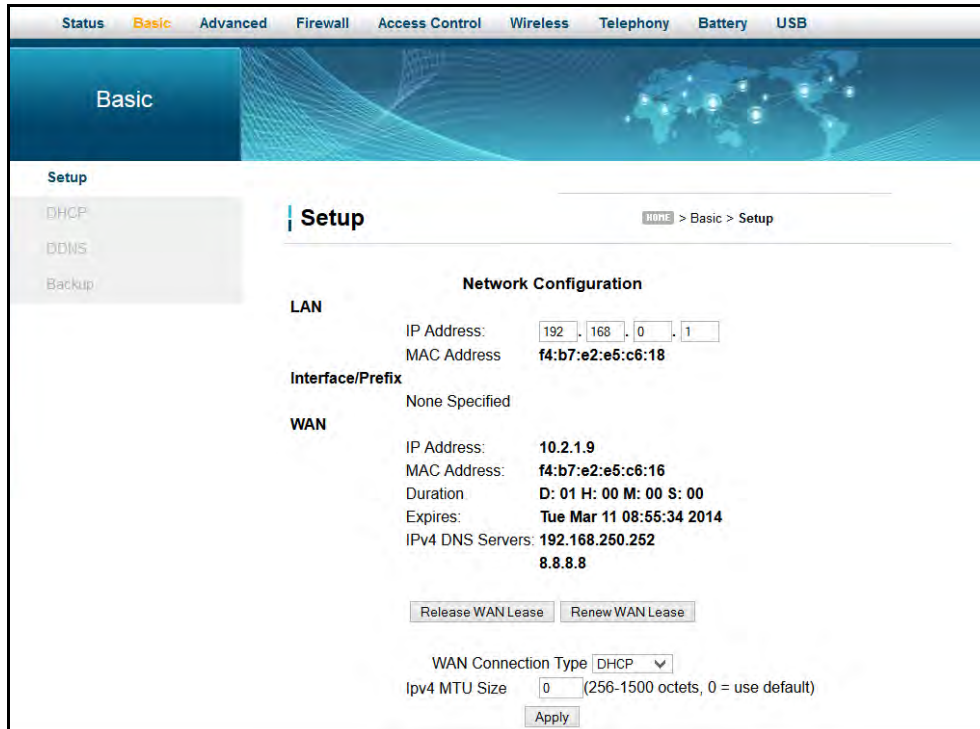 Status Basic Advanced Firewall Access Control Wireless Telephony Battery USB
Basic
Setup
DHCP
DDNS
Backup
Setup
HOME > Basic > Setup
Network Configuration
LAN
IP Address: 192 . 168 . 0 . 1
MAC Address f4:b7:e2:e5:c6:18
Interface/Prefix
None Specified
WAN
IP Address: 10.2.1.9
MAC Address: f4:b7:e2:e5:c6:16
Duration D: 01 H: 00 M: 00 S: 00
Expires: Tue Mar 11 08:55:34 2014
IPv4 DNS Servers: 192.168.250.252
8.8.8.8
Release WAN Lease Renew WAN Lease
WAN Connection Type DHCP
Ipv4 MTU Size 0 (256-1500 octets, 0 = use default)
Apply